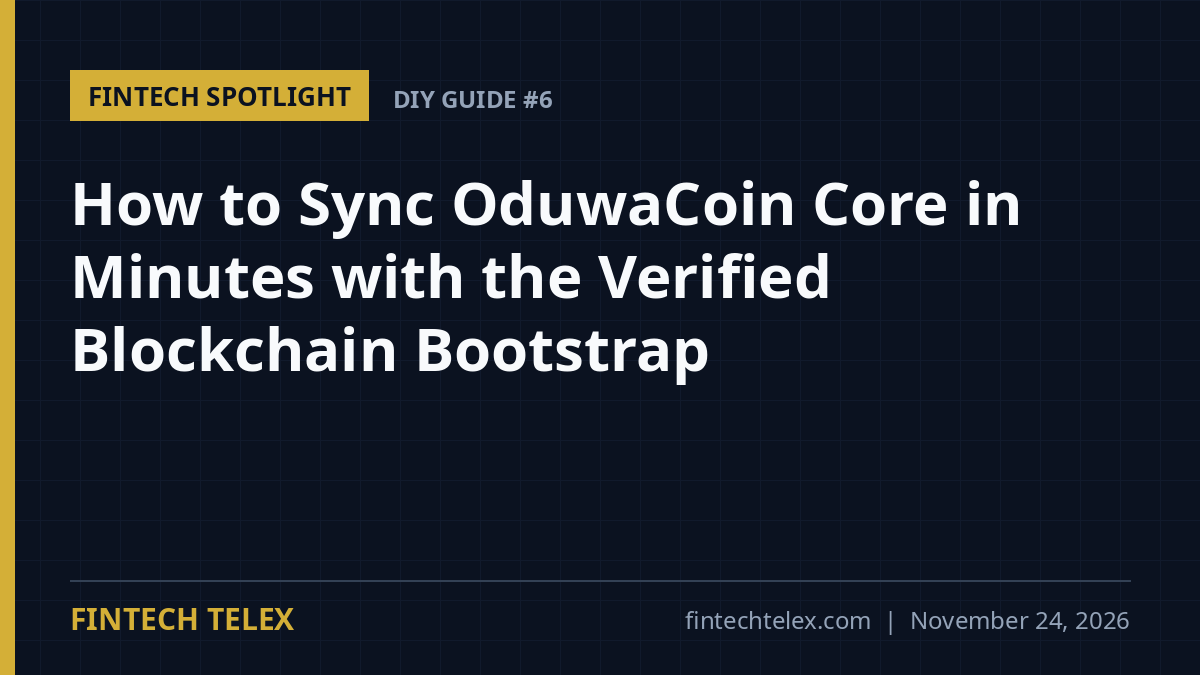 FINTECH SPOTLIGHT DIY GUIDE #6
How to Sync OduwaCoin Core in
Minutes with the Verified
Blockchain Bootstrap
FINTECH TELEX fintechtelex.com | November 24, 2026